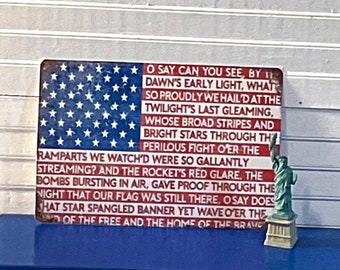 O SAY CAN YOU SEE, BY TH
DAWN'S EARLY LIGHT, WHAT
SO PROUDLY WE HAIL'D AT THE
TWILIGHT'S LAST GLEAMING,
WHOSE BROAD STRIPES AND
BRIGHT STARS THROUGH THE
PERILOUS FIGHT O'ER THE
RAMPARTS WE WATCH'D WERE SO GALLANTLY
STREAMING? AND THE ROCKET'S RED GLARE, THE
BOMBS BURSTING IN AIR, GAVE PROOF THROUGH THE
NIGHT THAT OUR FLAG WAS STILL THERE. O SAY DOES
HAT STAR SPANGLED BANNER YET WAVE O'ER THE
ND OF THE FREE AND THE HOME OF THE BRAVE